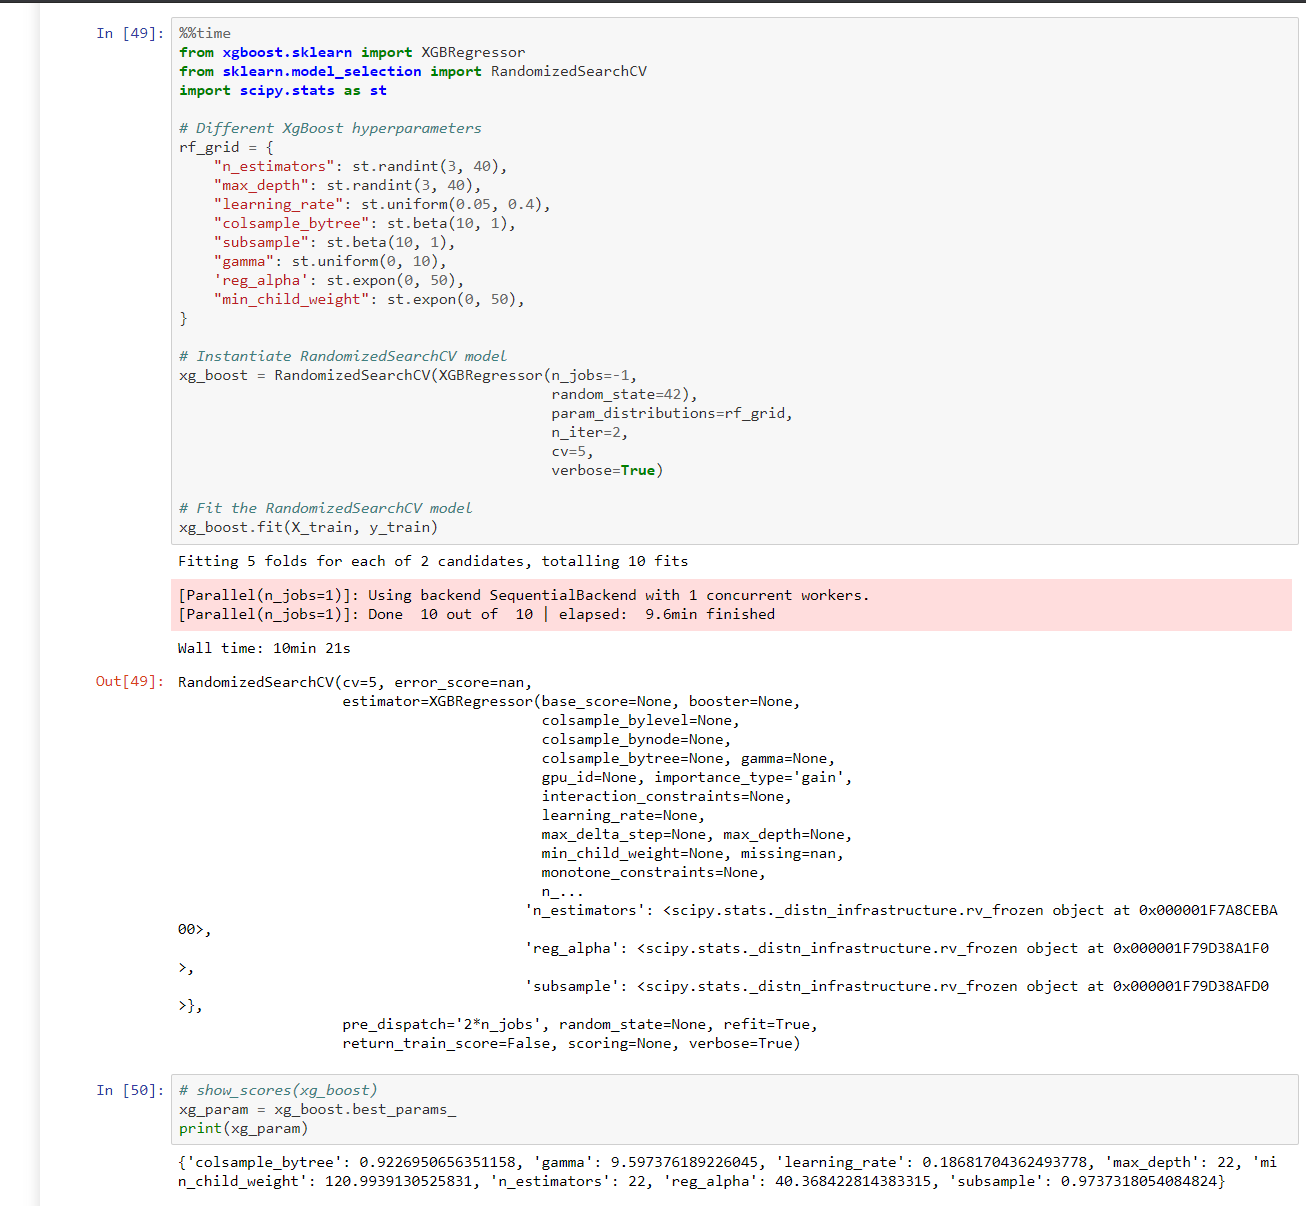 In [49]:
%%time
from xgboost.sklearn import XGBRegressor
from sklearn.model_selection import RandomizedSearchCV
import scipy.stats as st

# Different XgBoost hyperparameters
rf_grid = {
    "n_estimators": st.randint(3, 40),
    "max_depth": st.randint(3, 40),
    "learning_rate": st.uniform(0.05, 0.4),
    "colsample_bytree": st.beta(10, 1),
    "subsample": st.beta(10, 1),
    "gamma": st.uniform(0, 10),
    'reg_alpha': st.expon(0, 50),
    "min_child_weight": st.expon(0, 50),
}

# Instantiate RandomizedSearchCV model
xg_boost = RandomizedSearchCV(XGBRegressor(n_jobs=-1,
                                           random_state=42),
                                           param_distributions=rf_grid,
                                           n_iter=2,
                                           cv=5,
                                           verbose=True)

# Fit the RandomizedSearchCV model
xg_boost.fit(X_train, y_train)
Fitting 5 folds for each of 2 candidates, totalling 10 fits
[Parallel(n_jobs=1)]: Using backend SequentialBackend with 1 concurrent workers.
[Parallel(n_jobs=1)]: Done  10 out of  10 | elapsed:  9.6min finished
Wall time: 10min 21s
Out[49]:
RandomizedSearchCV(cv=5, error_score=nan,
                   estimator=XGBRegressor(base_score=None, booster=None,
                                          colsample_bylevel=None,
                                          colsample_bynode=None,
                                          colsample_bytree=None, gamma=None,
                                          gpu_id=None, importance_type='gain',
                                          interaction_constraints=None,
                                          learning_rate=None,
                                          max_delta_step=None, max_depth=None,
                                          min_child_weight=None, missing=nan,
                                          monotone_constraints=None,
                                          n_...
                                        'n_estimators': <scipy.stats._distn_infrastructure.rv_frozen object at 0x000001F7A8CEBA
00>,
                                        'reg_alpha': <scipy.stats._distn_infrastructure.rv_frozen object at 0x000001F79D38A1F0
>,
                                        'subsample': <scipy.stats._distn_infrastructure.rv_frozen object at 0x000001F79D38AFD0
>},
                   pre_dispatch='2*n_jobs', random_state=None, refit=True,
                   return_train_score=False, scoring=None, verbose=True)
In [50]:
# show_scores(xg_boost)
xg_param = xg_boost.best_params_
print(xg_param)
{'colsample_bytree': 0.9226950656351158, 'gamma': 9.597376189226045, 'learning_rate': 0.18681704362493778, 'max_depth': 22, 'mi
n_child_weight': 120.9939130525831, 'n_estimators': 22, 'reg_alpha': 40.368422814383315, 'subsample': 0.9737318054084824}